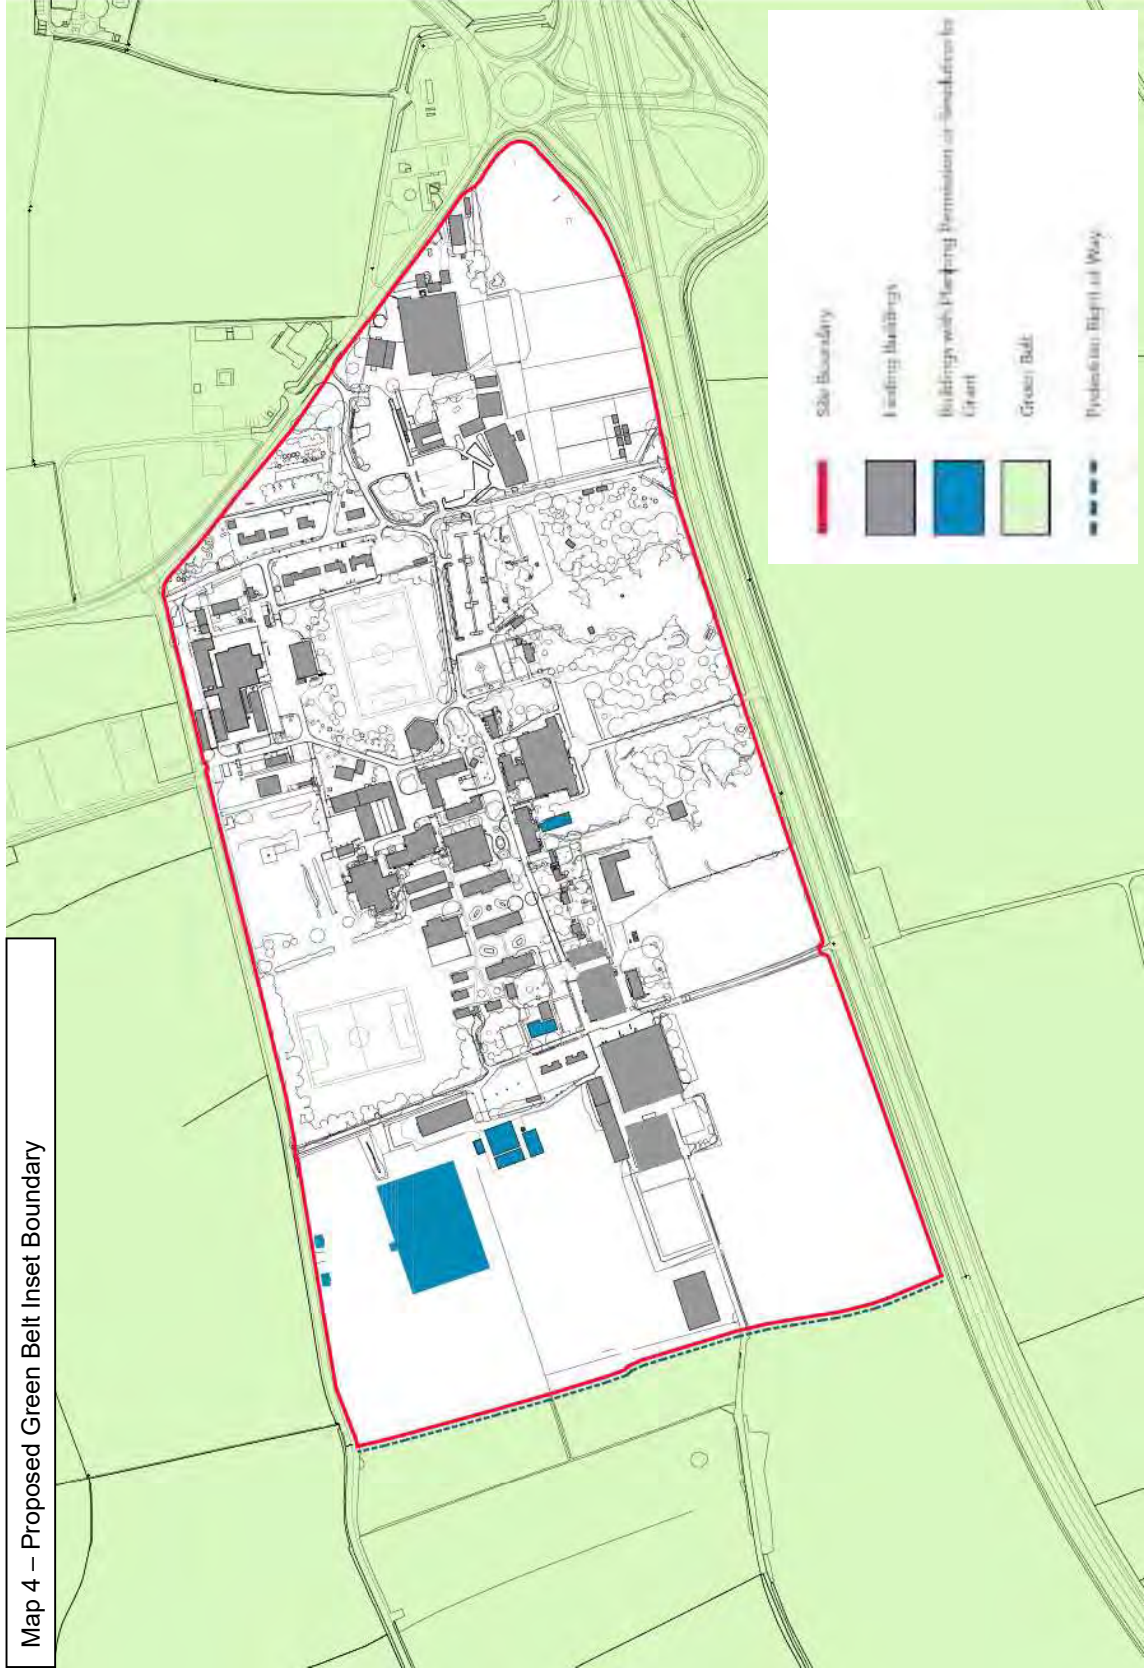 Map 4 – Proposed Green Belt Inset Boundary
Site Boundary
Existing Buildings
Buildings with Planning Permission or Resolution to
Grant
Green Belt
Pedestrian Right of Way